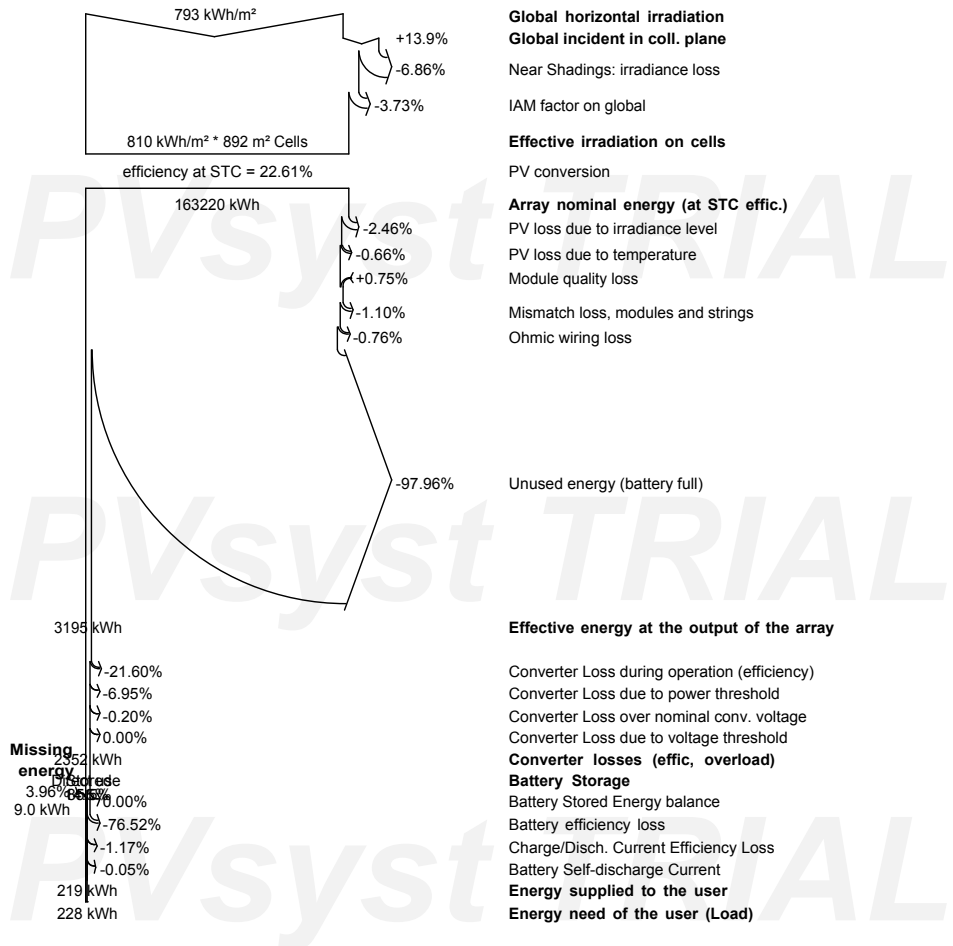 793 kWh/m² Global horizontal irradiation
+13.9% Global incident in coll. plane
-6.86% Near Shadings: irradiance loss
-3.73% IAM factor on global
810 kWh/m² * 892 m² Cells Effective irradiation on cells
efficiency at STC = 22.61% PV conversion
163220 kWh Array nominal energy (at STC effic.)
PVsyst TRIAL
-2.46% PV loss due to irradiance level
-0.66% PV loss due to temperature
+0.75% Module quality loss
-1.10% Mismatch loss, modules and strings
-0.76% Ohmic wiring loss
-97.96% Unused energy (battery full)
PVsyst TRIAL
3195 kWh Effective energy at the output of the array
-21.60% Converter Loss during operation (efficiency)
-6.95% Converter Loss due to power threshold
-0.20% Converter Loss over nominal conv. voltage
0.00% Converter Loss due to voltage threshold
Missing energy
2352 kWh Converter losses (effic, overload)
Battery Storage
3.96%
0.00% Battery Stored Energy balance
9.0 kWh
-76.52% Battery efficiency loss
-1.17% Charge/Disch. Current Efficiency Loss
-0.05% Battery Self-discharge Current
PVsyst TRIAL
219 kWh Energy supplied to the user
228 kWh Energy need of the user (Load)